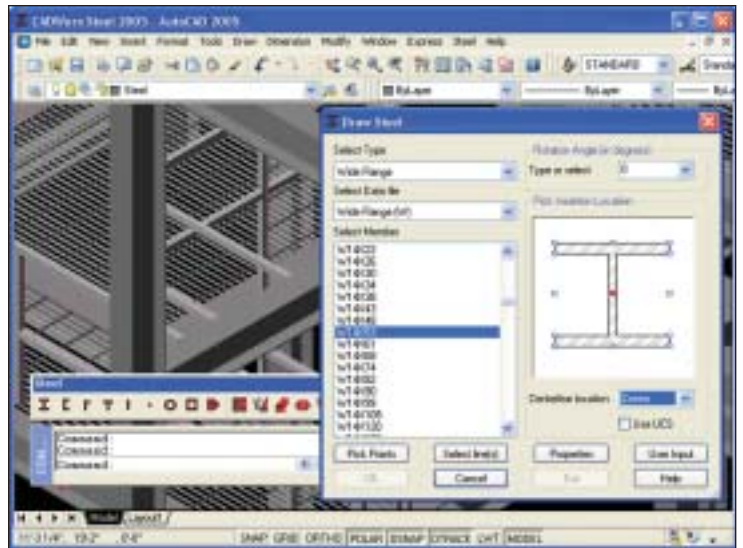 CADWorx Steel 2005 - AutoCAD 2005
File Edit View Insert Format Tools Draw Dimension Modify Window Express Steel Help
STANDARD Standa
Steel ByLayer ByLayer ByLa
Draw Steel
Select Type
Wide Flange
Select Data file
Wide Flange (W)
Select Member
W14X22
W14X26
W14X30
W14X34
W14X38
W14X43
W14X48
W14X53
W14X61
W14X68
W14X74
W14X82
W14X90
W14X99
W14X109
W14X120
Rotation Angle (in degrees)
Type or select 0
Pick Insertion Location
Centerline location Centre
Use UCS
Pick Points Select line(s) Properties User Input
OK Cancel Help
Steel
Command:
Command:
Command:
Model Layout1
SNAP GRID ORTHO POLAR OSNAP OTRACK LWT MODEL